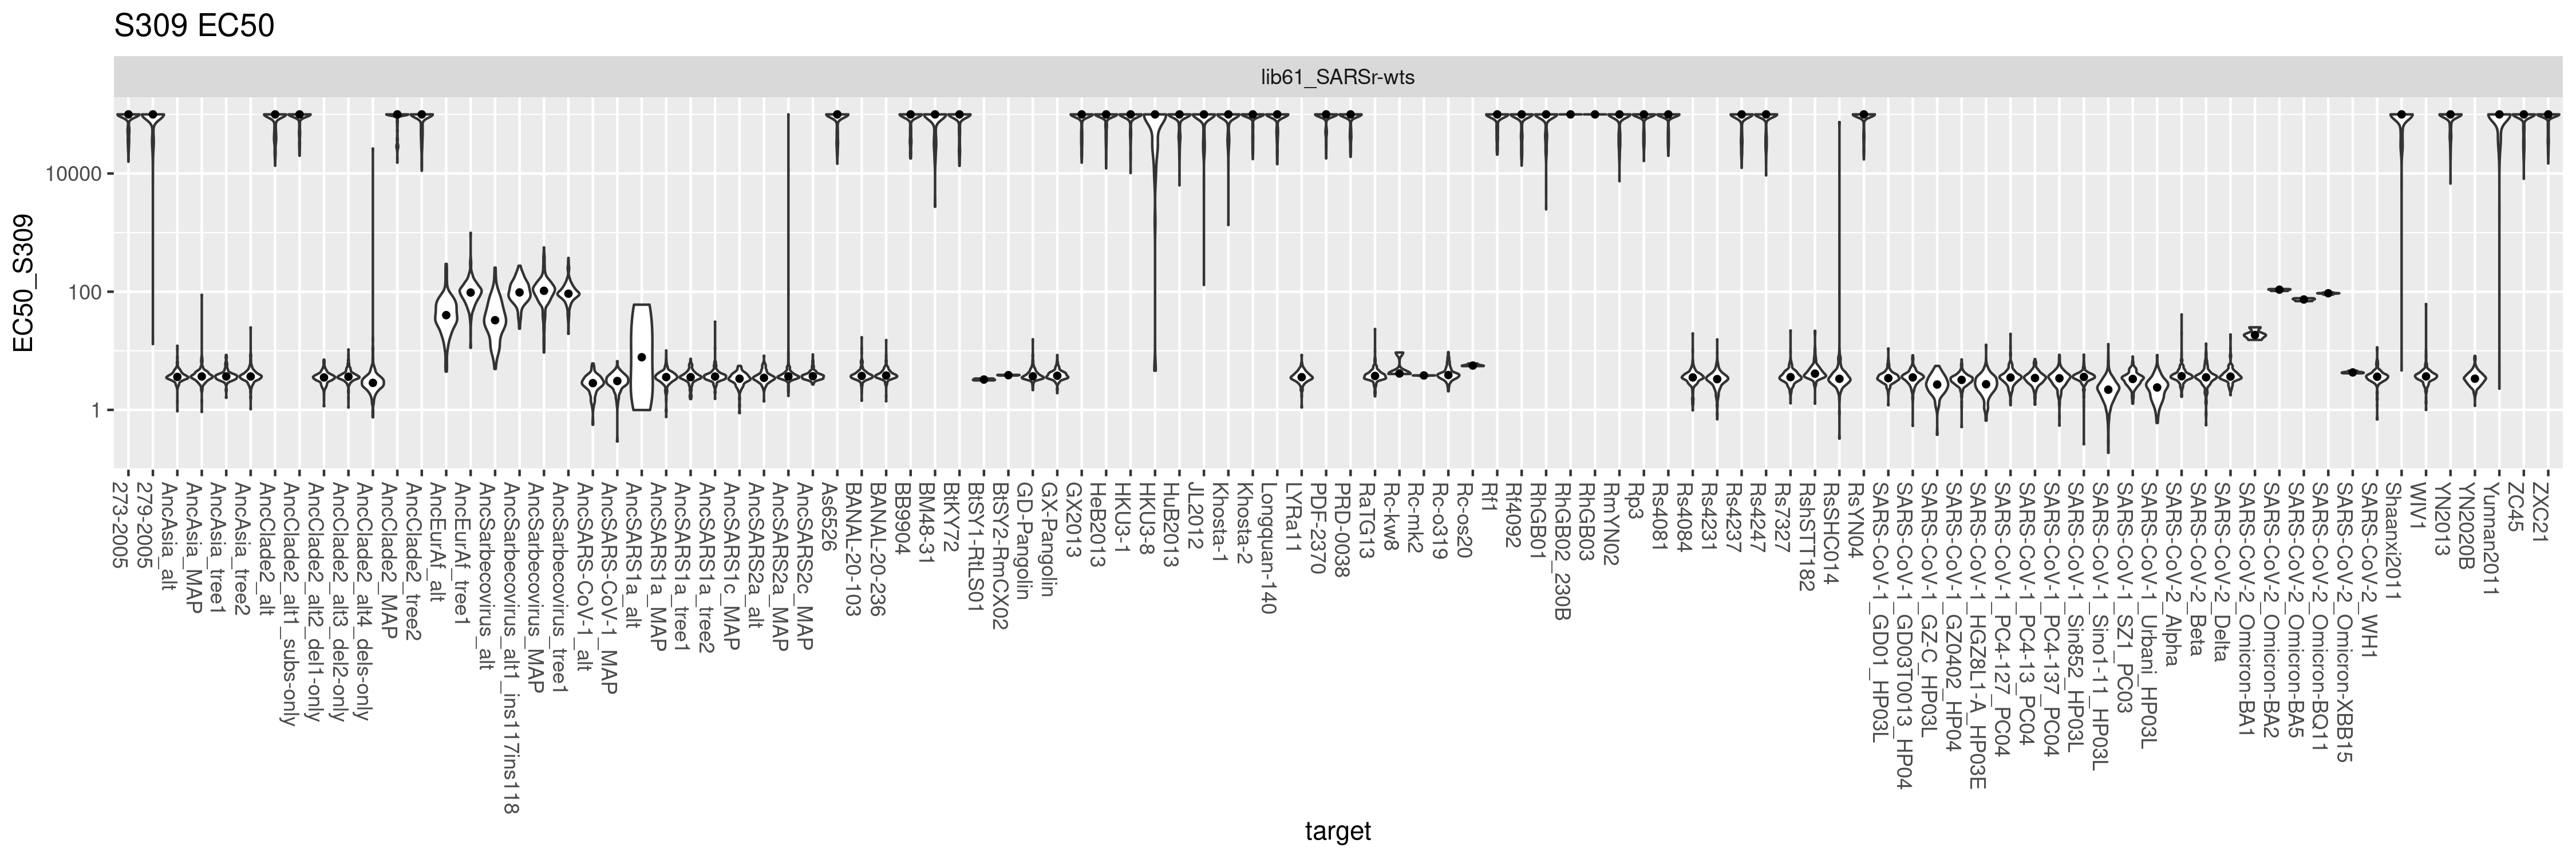 S309 EC50
lib61_SARSr-wts
EC50_S309
10000
100
1
273-2005
279-2005
AncAsia_alt
AncAsia_MAP
AncAsia_tree1
AncAsia_tree2
AncClade2_alt
AncClade2_alt1_subs-only
AncClade2_alt2_del1-only
AncClade2_alt3_del2-only
AncClade2_alt4_dels-only
AncClade2_MAP
AncClade2_tree2
AncEurAf_alt
AncEurAf_tree1
AncSarbecovirus_alt
AncSarbecovirus_alt1_ins117ins118
AncSarbecovirus_MAP
AncSarbecovirus_tree1
AncSARS-CoV-1_alt
AncSARS-CoV-1_MAP
AncSARS1a_alt
AncSARS1a_MAP
AncSARS1a_tree1
AncSARS1a_tree2
AncSARS1c_MAP
AncSARS2a_alt
AncSARS2a_MAP
AncSARS2c_MAP
As6526
BANAL-20-103
BANAL-20-236
BB9904
BM48-31
BtKY72
BtSY1-RtLS01
BtSY2-RmCX02
GD-Pangolin
GX-Pangolin
GX2013
HeB2013
HKU3-1
HKU3-8
HuB2013
JL2012
Khosta-1
Khosta-2
Longquan-140
LYRa11
PDF-2370
PRD-0038
RaTG13
Rc-kw8
Rc-mk2
Rc-o319
Rc-os20
Rf1
Rf4092
RhGB01
RhGB02_230B
RhGB03
RmYN02
Rp3
Rs4081
Rs4084
Rs4231
Rs4237
Rs4247
Rs7327
RshSTT182
RsSHC014
RsYN04
SARS-CoV-1_GD01_HP03L
SARS-CoV-1_GD03T0013_HP04
SARS-CoV-1_GZ-C_HP03L
SARS-CoV-1_GZ0402_HP04
SARS-CoV-1_HGZ8L1-A_HP03E
SARS-CoV-1_PC4-127_PC04
SARS-CoV-1_PC4-13_PC04
SARS-CoV-1_PC4-137_PC04
SARS-CoV-1_Sin852_HP03L
SARS-CoV-1_Sino1-11_HP03L
SARS-CoV-1_SZ1_PC03
SARS-CoV-1_Urbani_HP03L
SARS-CoV-2_Alpha
SARS-CoV-2_Beta
SARS-CoV-2_Delta
SARS-CoV-2_Omicron-BA1
SARS-CoV-2_Omicron-BA2
SARS-CoV-2_Omicron-BA5
SARS-CoV-2_Omicron-BQ11
SARS-CoV-2_Omicron-XBB15
SARS-CoV-2_WH1
Shaanxi2011
WIV1
YN2013
YN2020B
Yunnan2011
ZC45
ZXC21
target